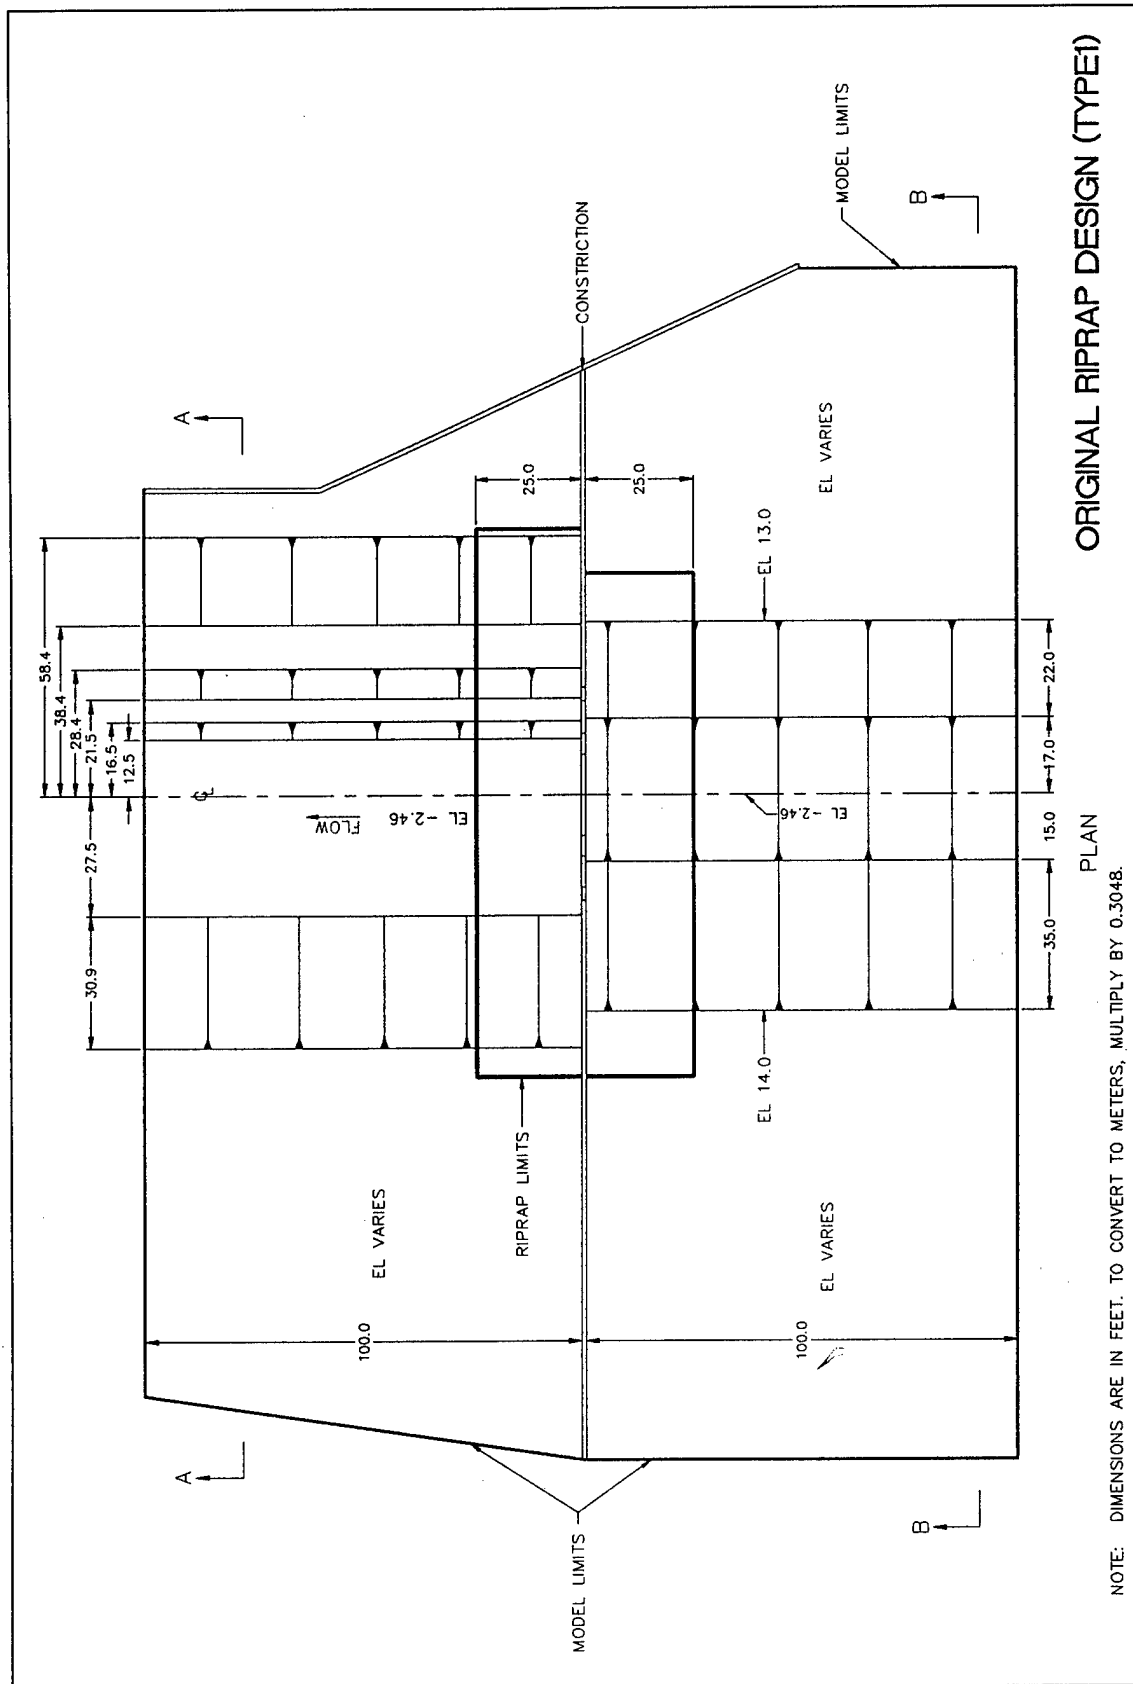 58.4
38.4
28.4
21.5
16.5
12.5
27.5
30.9
A
A
℄
FLOW
EL -2.46
EL VARIES
100.0
RIPRAP LIMITS
25.0
25.0
CONSTRICTION
MODEL LIMITS
MODEL LIMITS
EL -2.46
EL 13.0
EL 14.0
EL VARIES
EL VARIES
100.0
B
B
22.0
17.0
15.0
35.0
PLAN
ORIGINAL RIPRAP DESIGN (TYPE1)
NOTE: DIMENSIONS ARE IN FEET. TO CONVERT TO METERS, MULTIPLY BY 0.3048.